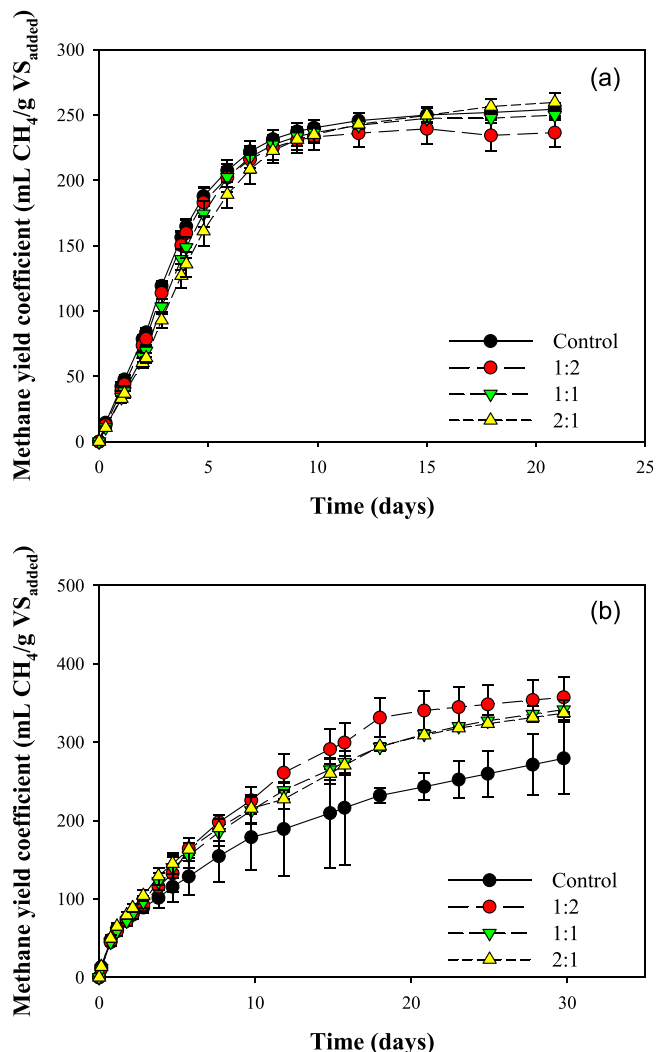 (a)
Methane yield coefficient (mL CH4/g VSadded)
300
250
200
150
100
50
0
Control
1:2
1:1
2:1
0 5 10 15 20 25
Time (days)
(b)
Methane yield coefficient (mL CH4/g VSadded)
500
400
300
200
100
0
Control
1:2
1:1
2:1
0 10 20 30
Time (days)